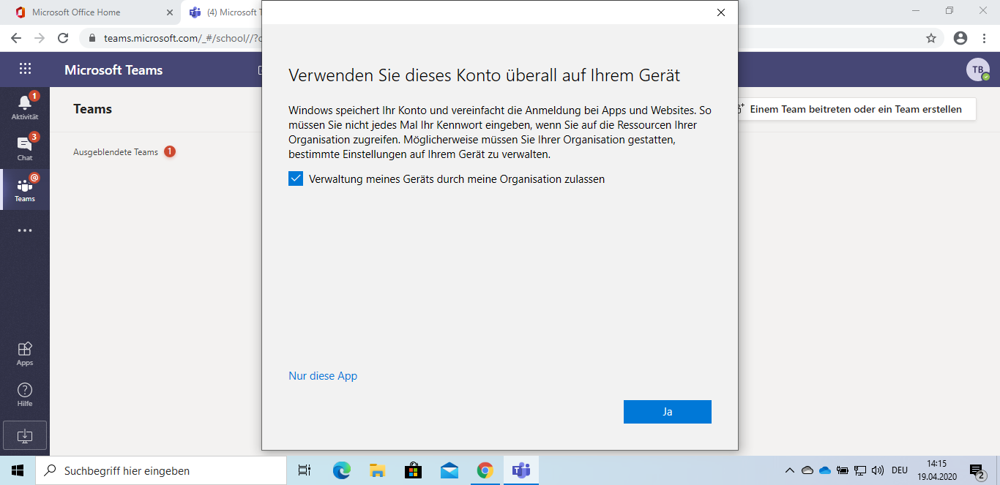 Microsoft Office Home
(4) Microsoft T
teams.microsoft.com/_#/school//?c
Microsoft Teams
TB
1
Aktivität
3
Chat
@
Teams
Apps
Hilfe
Teams
Einem Team beitreten oder ein Team erstellen
Ausgeblendete Teams 1
Verwenden Sie dieses Konto überall auf Ihrem Gerät
Windows speichert Ihr Konto und vereinfacht die Anmeldung bei Apps und Websites. So
müssen Sie nicht jedes Mal Ihr Kennwort eingeben, wenn Sie auf die Ressourcen Ihrer
Organisation zugreifen. Möglicherweise müssen Sie Ihrer Organisation gestatten,
bestimmte Einstellungen auf Ihrem Gerät zu verwalten.
Verwaltung meines Geräts durch meine Organisation zulassen
Nur diese App
Ja
Suchbegriff hier eingeben
DEU
14:15
19.04.2020
2